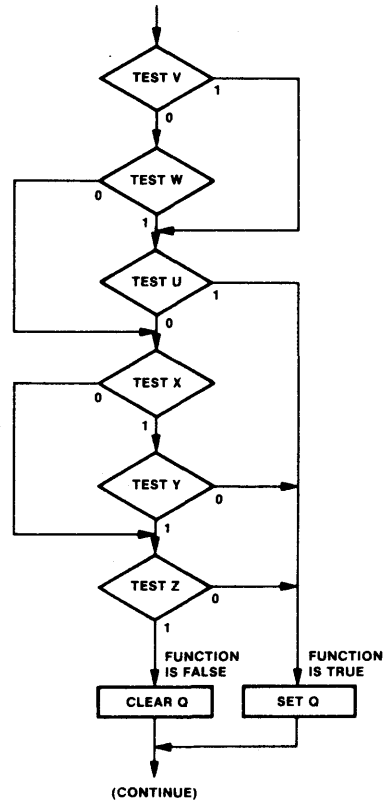 TEST V
1
0
TEST W
0
1
TEST U
1
0
TEST X
0
1
TEST Y
0
1
TEST Z
0
1
FUNCTION
IS FALSE
FUNCTION
IS TRUE
CLEAR Q
SET Q
(CONTINUE)